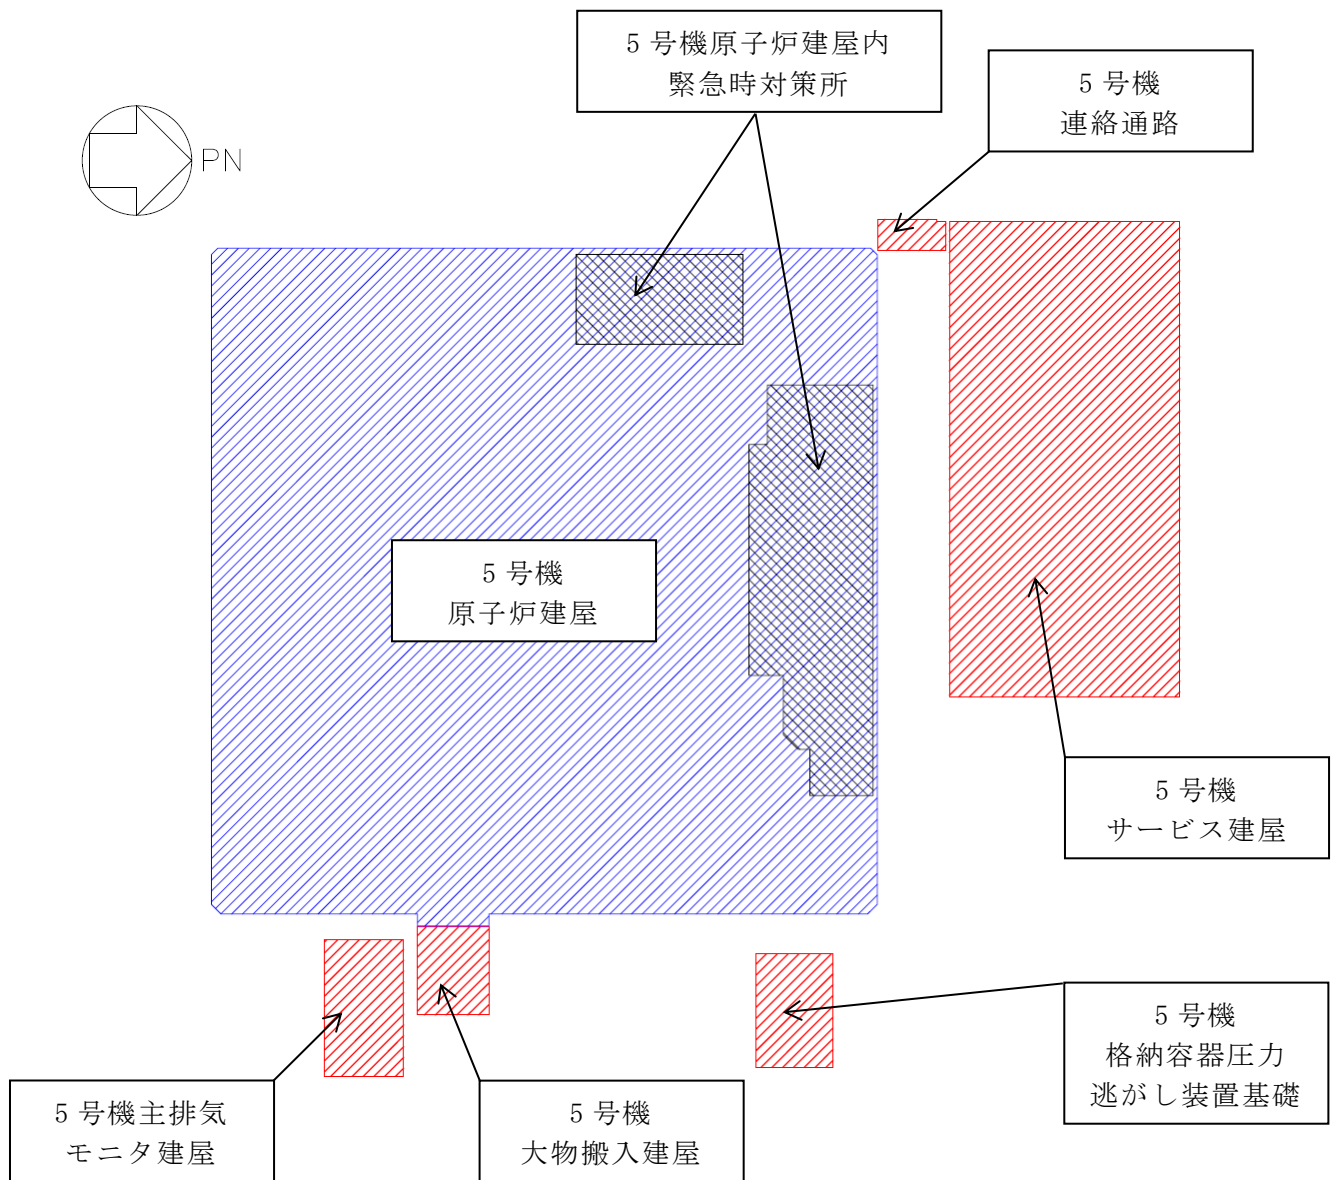 5 号機原子炉建屋内
緊急時対策所
5 号機
連絡通路
PN
5 号機
原子炉建屋
5 号機
サービス建屋
5 号機
格納容器圧力
逃がし装置基礎
5 号機主排気
モニタ建屋
5 号機
大物搬入建屋